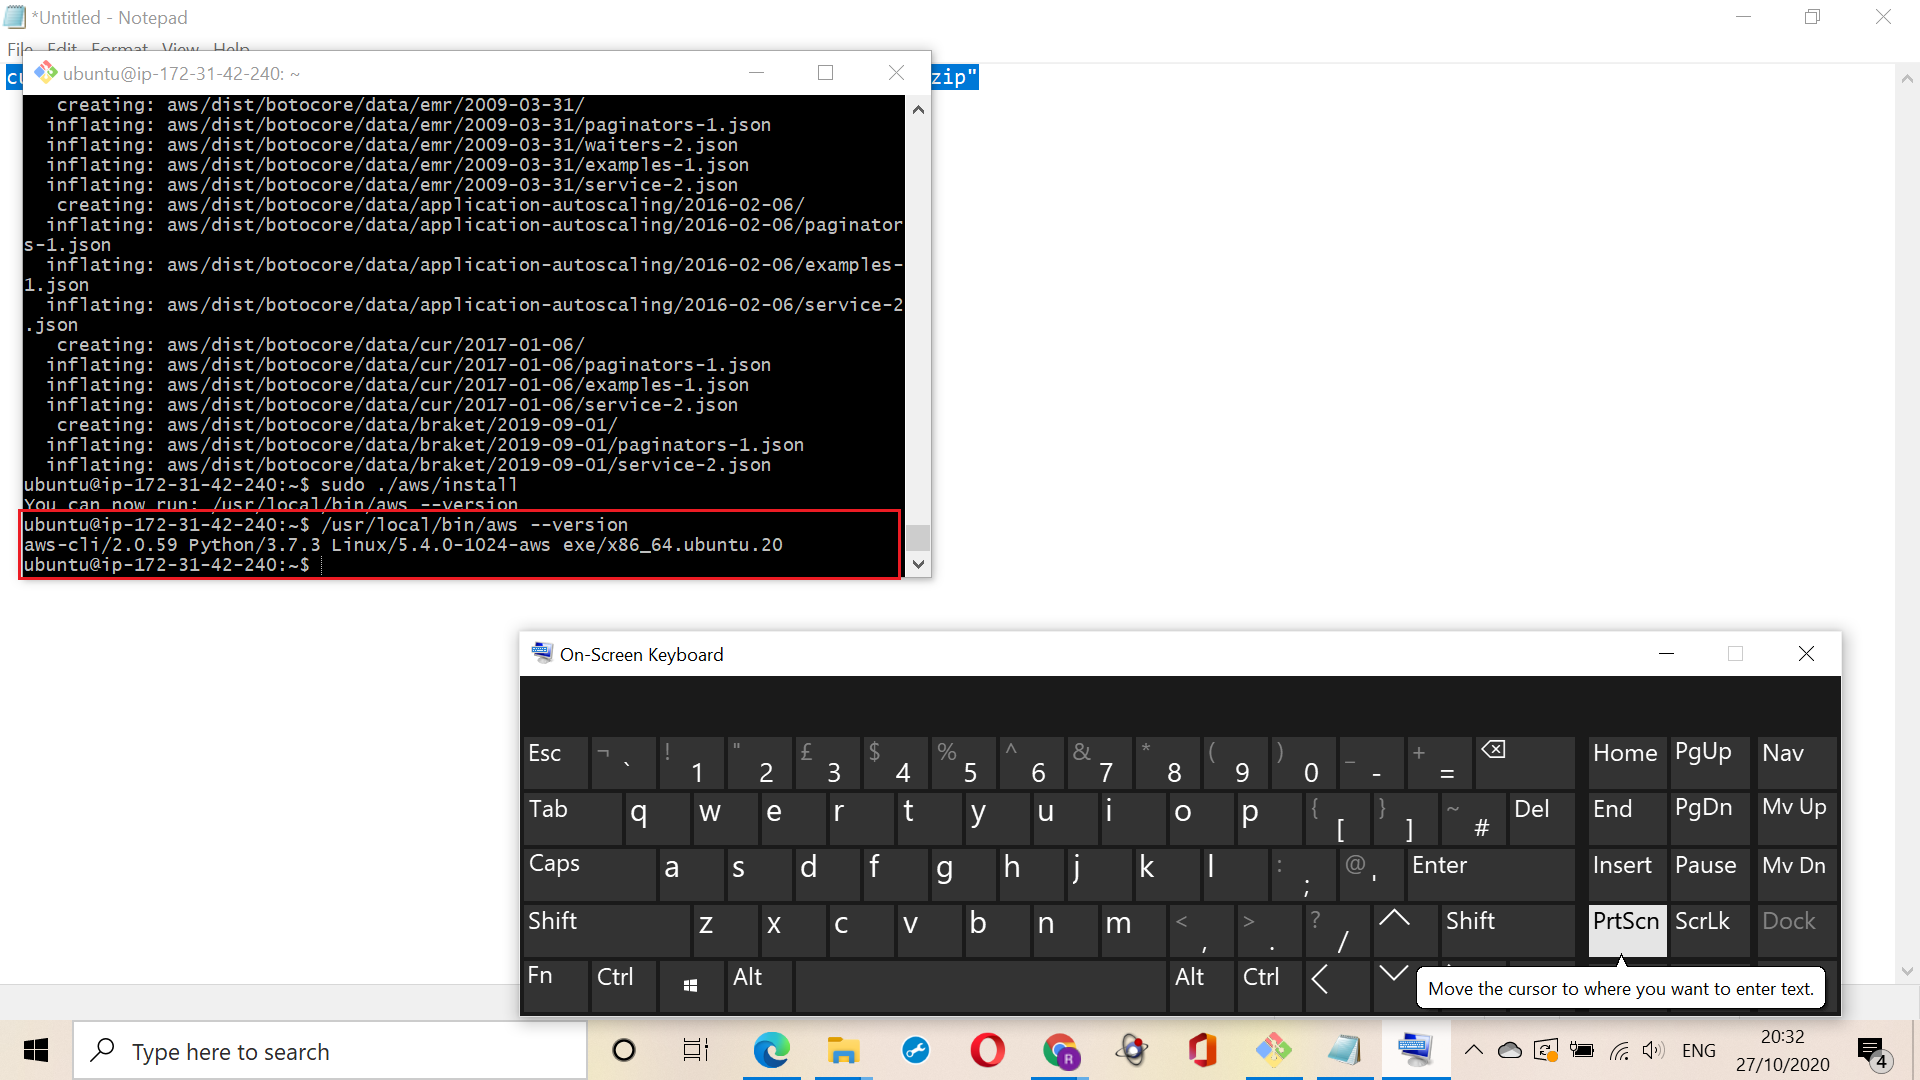 *Untitled - Notepad
File Edit Format View Help
cu
zip"
ubuntu@ip-172-31-42-240: ~
creating: aws/dist/botocore/data/emr/2009-03-31/
inflating: aws/dist/botocore/data/emr/2009-03-31/paginators-1.json
inflating: aws/dist/botocore/data/emr/2009-03-31/waiters-2.json
inflating: aws/dist/botocore/data/emr/2009-03-31/examples-1.json
inflating: aws/dist/botocore/data/emr/2009-03-31/service-2.json
creating: aws/dist/botocore/data/application-autoscaling/2016-02-06/
inflating: aws/dist/botocore/data/application-autoscaling/2016-02-06/paginator
s-1.json
inflating: aws/dist/botocore/data/application-autoscaling/2016-02-06/examples-
1.json
inflating: aws/dist/botocore/data/application-autoscaling/2016-02-06/service-2
.json
creating: aws/dist/botocore/data/cur/2017-01-06/
inflating: aws/dist/botocore/data/cur/2017-01-06/paginators-1.json
inflating: aws/dist/botocore/data/cur/2017-01-06/examples-1.json
inflating: aws/dist/botocore/data/cur/2017-01-06/service-2.json
creating: aws/dist/botocore/data/braket/2019-09-01/
inflating: aws/dist/botocore/data/braket/2019-09-01/paginators-1.json
inflating: aws/dist/botocore/data/braket/2019-09-01/service-2.json
ubuntu@ip-172-31-42-240:~$ sudo ./aws/install
You can now run: /usr/local/bin/aws --version
ubuntu@ip-172-31-42-240:~$ /usr/local/bin/aws --version
aws-cli/2.0.59 Python/3.7.3 Linux/5.4.0-1024-aws exe/x86_64.ubuntu.20
ubuntu@ip-172-31-42-240:~$
On-Screen Keyboard
Esc ¬ ` ! 1 " 2 £ 3 $ 4 % 5 ^ 6 & 7 * 8 ( 9 ) 0 _ - + = Home PgUp Nav
Tab q w e r t y u i o p { [ } ] ~ # Del End PgDn Mv Up
Caps a s d f g h j k l : ; @ ' Enter Insert Pause Mv Dn
Shift z x c v b n m < , > . ? / Shift PrtScn ScrLk Dock
Fn Ctrl Alt Alt Ctrl
Move the cursor to where you want to enter text.
Type here to search
R
ENG
20:32
27/10/2020
4